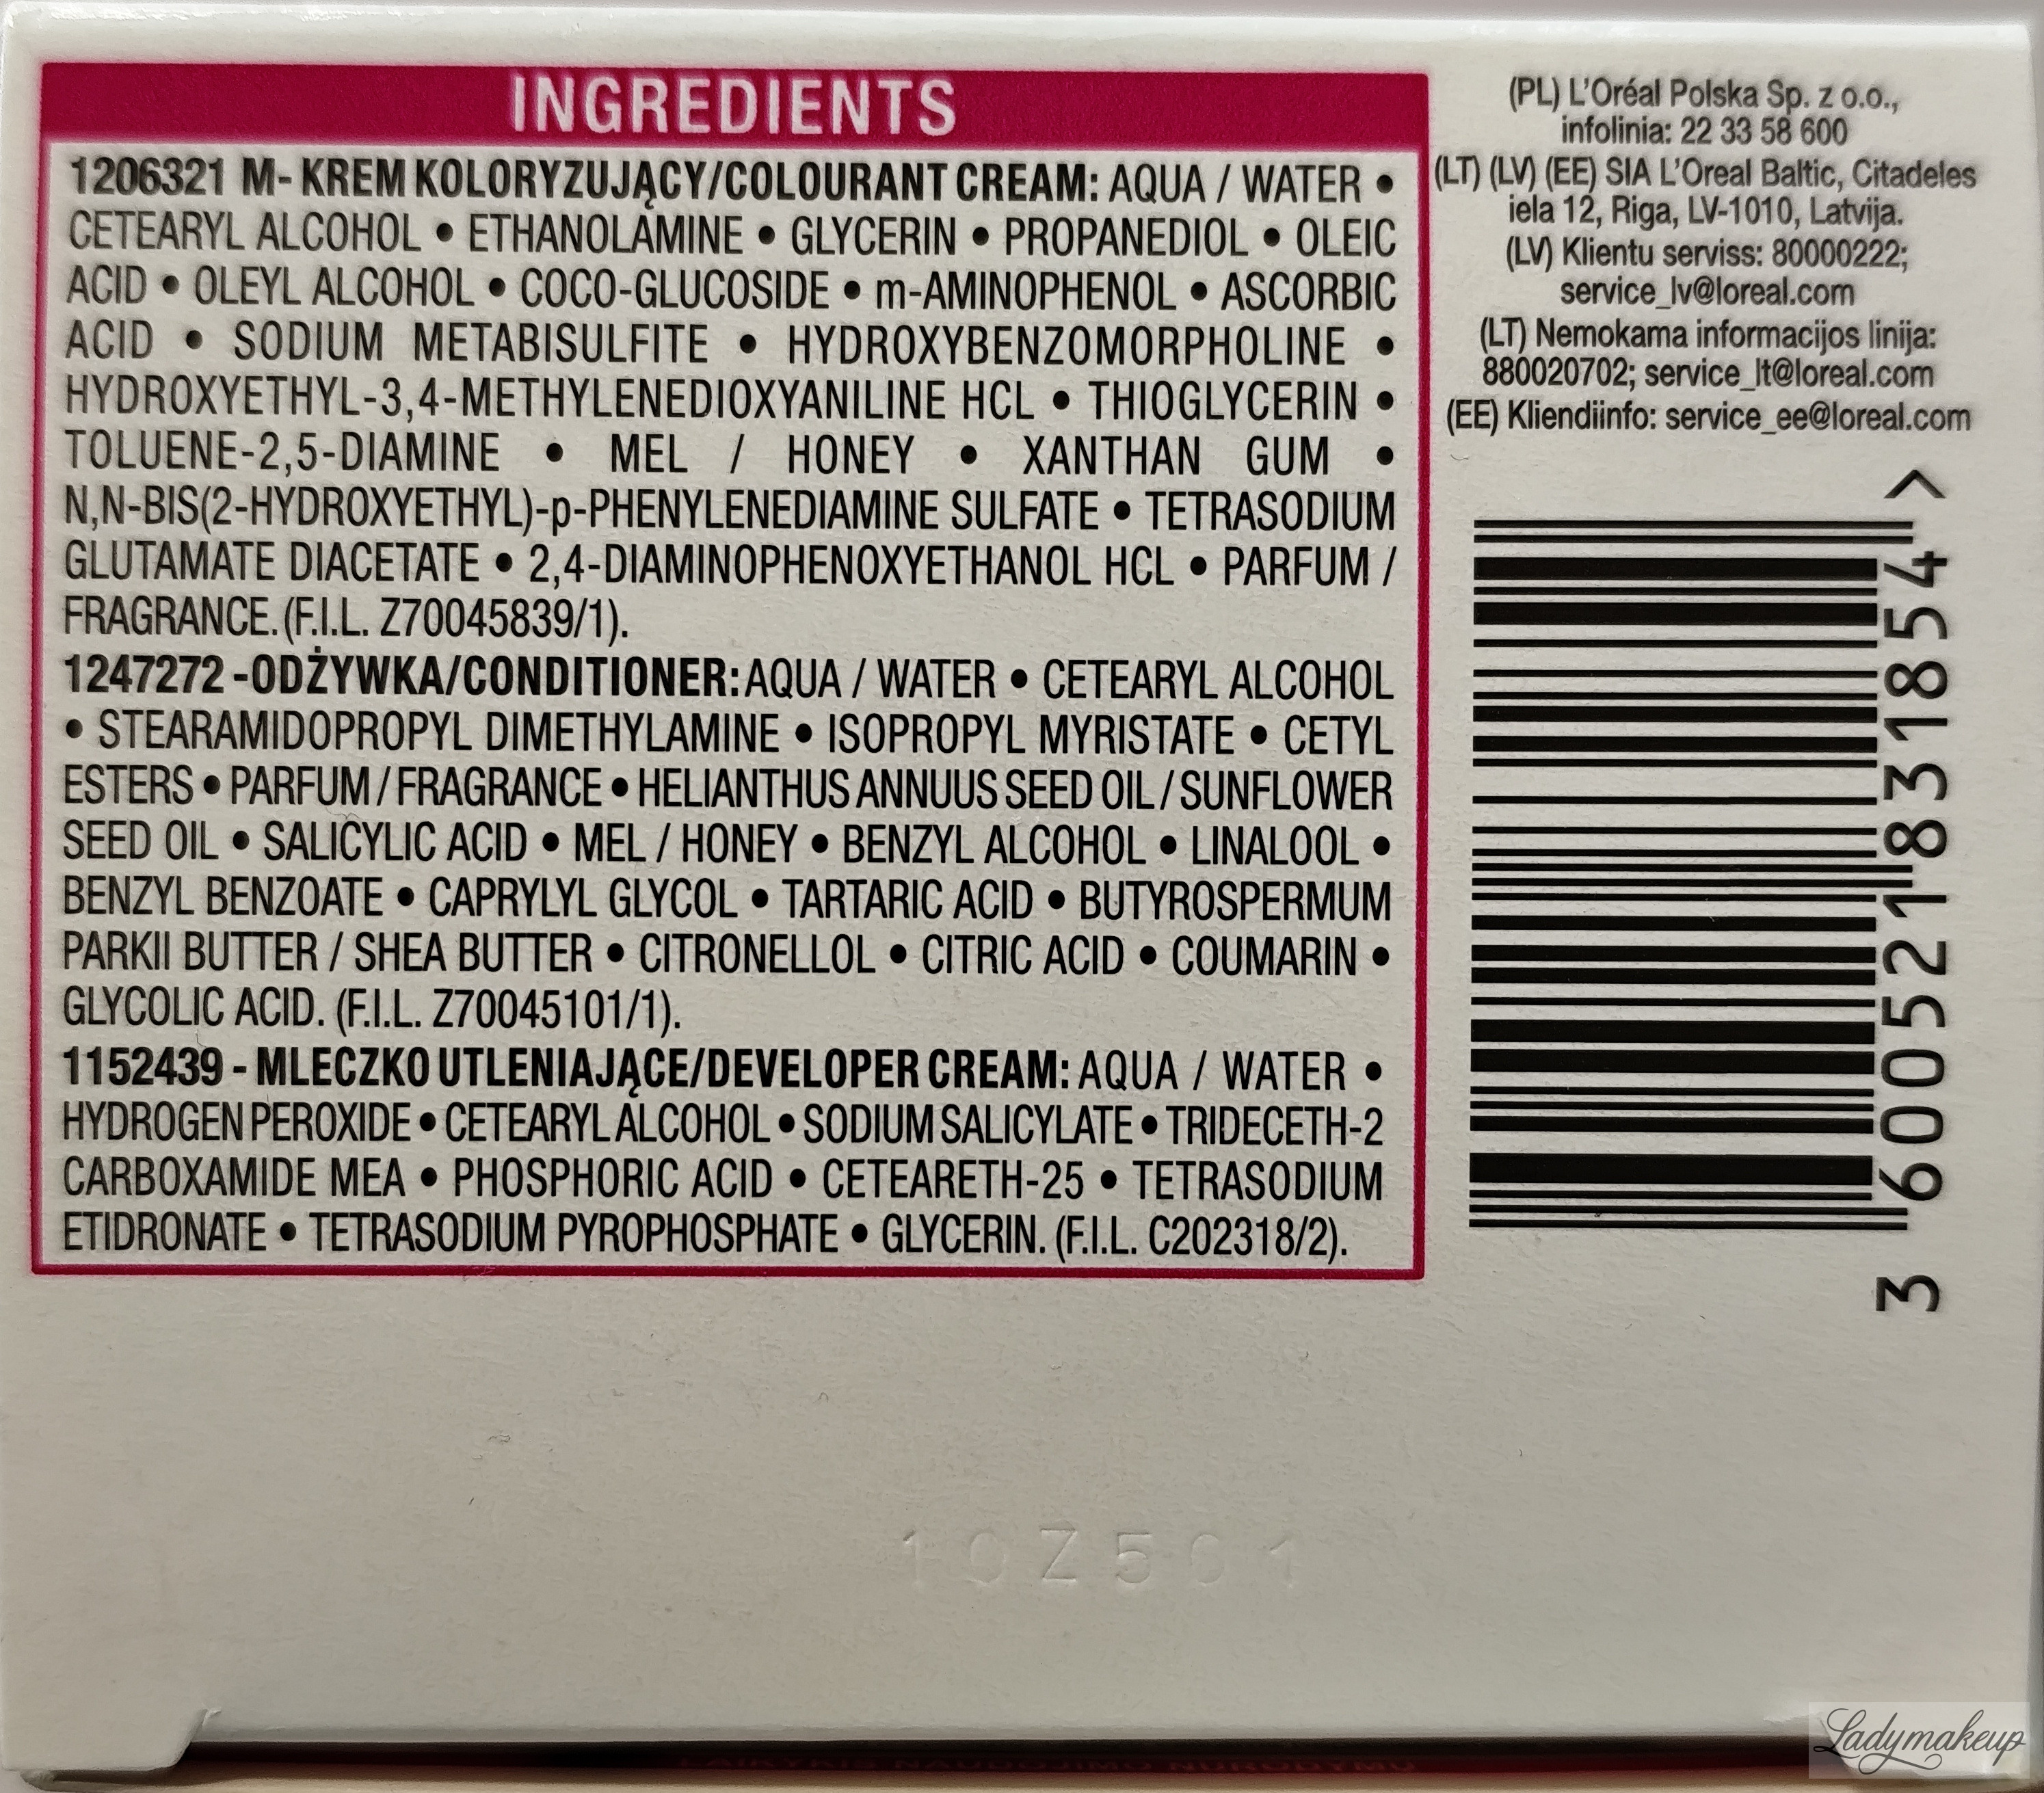 INGREDIENTS
1206321 M- KREM KOLORYZUJĄCY/COLOURANT CREAM: AQUA / WATER •
CETEARYL ALCOHOL • ETHANOLAMINE • GLYCERIN • PROPANEDIOL • OLEIC
ACID • OLEYL ALCOHOL • COCO-GLUCOSIDE • m-AMINOPHENOL • ASCORBIC
ACID • SODIUM METABISULFITE • HYDROXYBENZOMORPHOLINE •
HYDROXYETHYL-3,4-METHYLENEDIOXYANILINE HCL • THIOGLYCERIN •
TOLUENE-2,5-DIAMINE • MEL / HONEY • XANTHAN GUM •
N,N-BIS(2-HYDROXYETHYL)-p-PHENYLENEDIAMINE SULFATE • TETRASODIUM
GLUTAMATE DIACETATE • 2,4-DIAMINOPHENOXYETHANOL HCL • PARFUM /
FRAGRANCE. (F.I.L. Z70045839/1).
1247272 -ODŻYWKA/CONDITIONER: AQUA / WATER • CETEARYL ALCOHOL
• STEARAMIDOPROPYL DIMETHYLAMINE • ISOPROPYL MYRISTATE • CETYL
ESTERS • PARFUM / FRAGRANCE • HELIANTHUS ANNUUS SEED OIL / SUNFLOWER
SEED OIL • SALICYLIC ACID • MEL / HONEY • BENZYL ALCOHOL • LINALOOL •
BENZYL BENZOATE • CAPRYLYL GLYCOL • TARTARIC ACID • BUTYROSPERMUM
PARKII BUTTER / SHEA BUTTER • CITRONELLOL • CITRIC ACID • COUMARIN •
GLYCOLIC ACID. (F.I.L. Z70045101/1).
1152439 - MLECZKO UTLENIAJĄCE/DEVELOPER CREAM: AQUA / WATER •
HYDROGEN PEROXIDE • CETEARYL ALCOHOL • SODIUM SALICYLATE • TRIDECETH-2
CARBOXAMIDE MEA • PHOSPHORIC ACID • CETEARETH-25 • TETRASODIUM
ETIDRONATE • TETRASODIUM PYROPHOSPHATE • GLYCERIN. (F.I.L. C202318/2).
(PL) L'Oréal Polska Sp. z o.o.,
infolinia: 22 33 58 600
(LT) (LV) (EE) SIA L'Oreal Baltic, Citadeles
iela 12, Riga, LV-1010, Latvija.
(LV) Klientu serviss: 80000222;
service_lv@loreal.com
(LT) Nemokama informacijos linija:
880020702; service_lt@loreal.com
(EE) Kliendiinfo: service_ee@loreal.com
3 600521 831854 >
10Z501
Ladymakeup